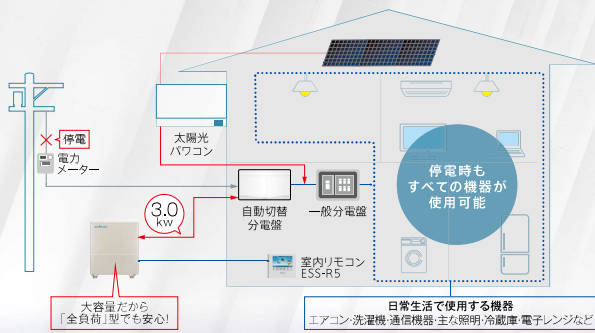 停電
電力
メーター
太陽光
パワコン
3.0
kw
自動切替
分電盤
一般分電盤
停電時も
すべての機器が
使用可能
室内リモコン
ESS-R5
大容量だから
「全負荷」型でも安心!
日常生活で使用する機器
エアコン・洗濯機・通信機器・主な照明・冷蔵庫・電子レンジなど